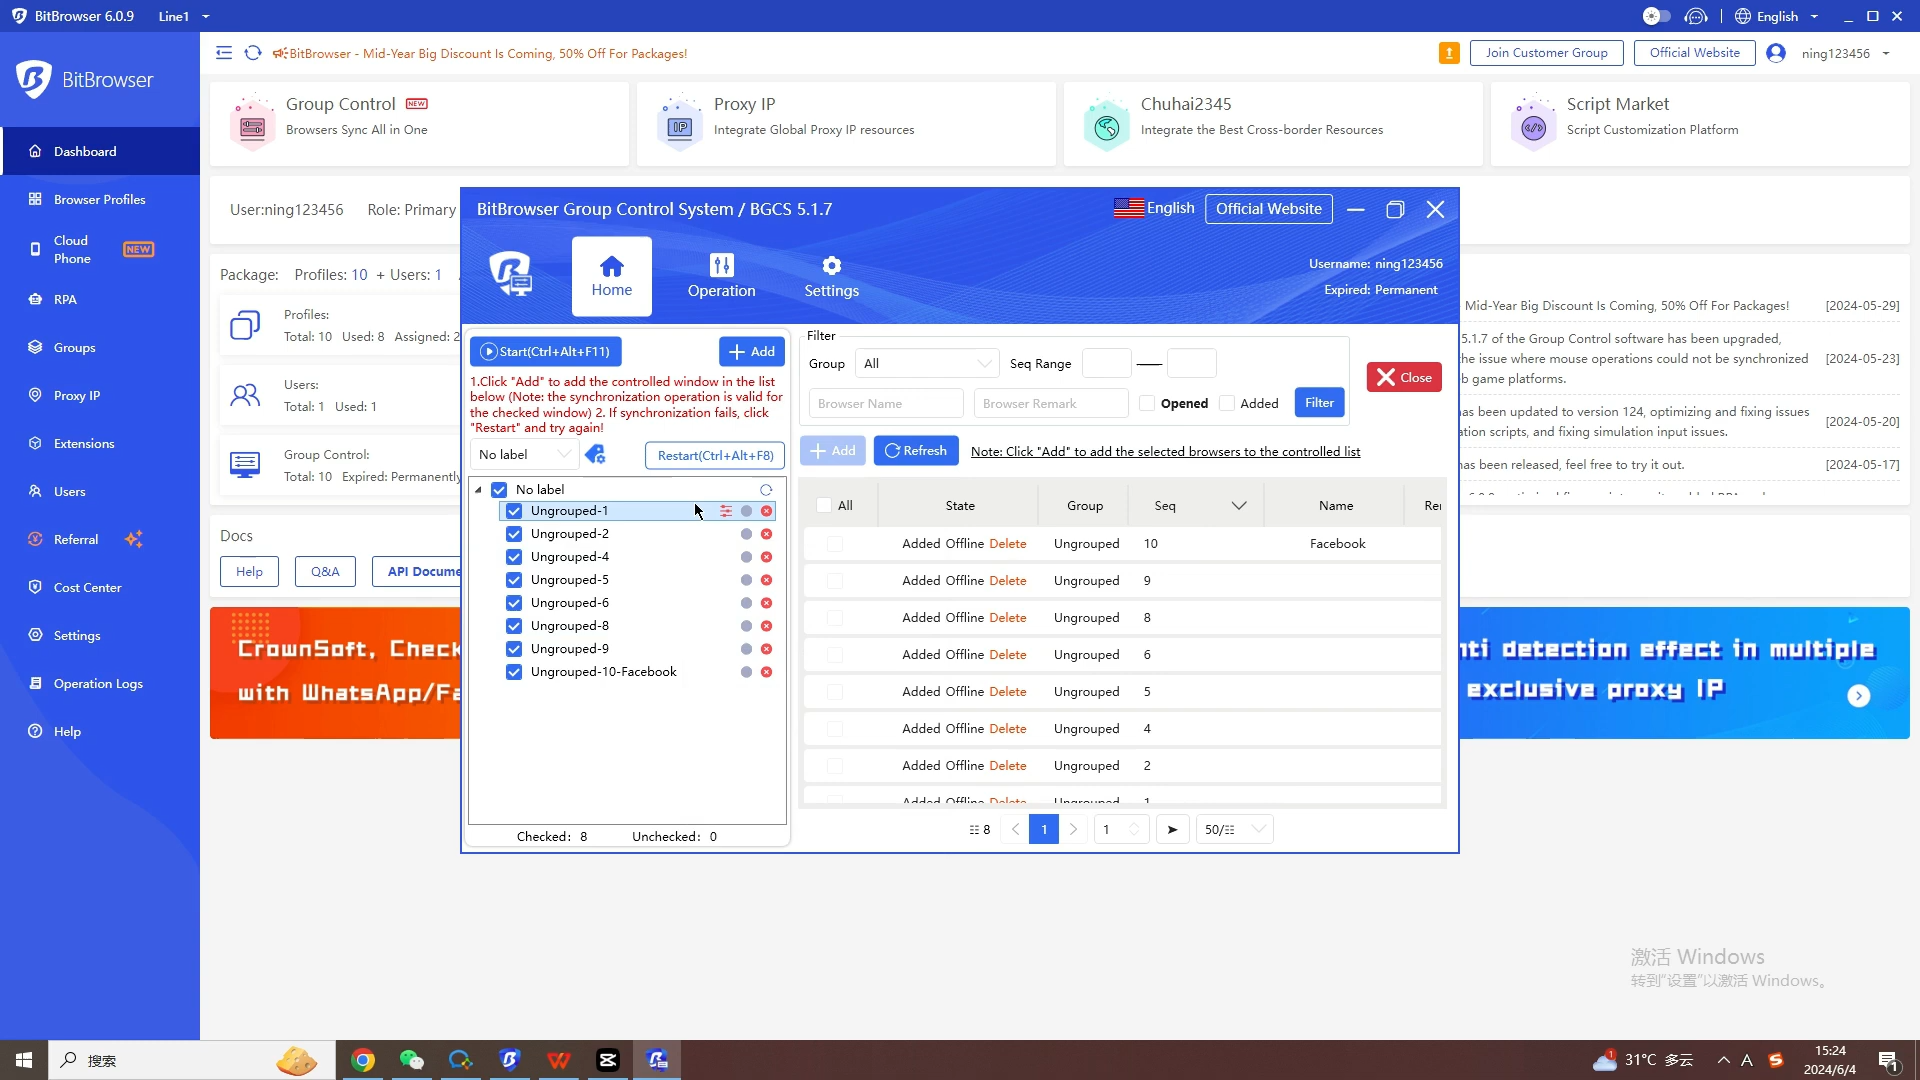 BitBrowser 6.0.9 Line1
English
BitBrowser
BitBrowser - Mid-Year Big Discount Is Coming, 50% Off For Packages!
Join Customer Group
Official Website
ning123456
Dashboard
Browser Profiles
Cloud
Phone
NEW
RPA
Groups
Proxy IP
Extensions
Users
Referral
Cost Center
Settings
Operation Logs
Help
Group Control NEW
Browsers Sync All in One
Proxy IP
Integrate Global Proxy IP resources
IP
Chuhai2345
Integrate the Best Cross-border Resources
Script Market
Script Customization Platform
User:ning123456 Role: Primary
Package: Profiles: 10 + Users: 1
Profiles:
Total: 10 Used: 8 Assigned: 2
Users:
Total: 1 Used: 1
Group Control:
Total: 10 Expired: Permanently
Docs
Help
Q&A
API Docume
CrownSoft, Check
with WhatsApp/Fa
BitBrowser Group Control System / BGCS 5.1.7
English
Official Website
Home
Operation
Settings
Username: ning123456
Expired: Permanent
Start(Ctrl+Alt+F11)
Add
1.Click "Add" to add the controlled window in the list
below (Note: the synchronization operation is valid for
the checked window) 2. If synchronization fails, click
"Restart" and try again!
No label
Restart(Ctrl+Alt+F8)
No label
Ungrouped-1
Ungrouped-2
Ungrouped-4
Ungrouped-5
Ungrouped-6
Ungrouped-8
Ungrouped-9
Ungrouped-10-Facebook
Checked: 8 Unchecked: 0
Filter
Group All Seq Range
Browser Name
Browser Remark
Opened
Added
Filter
Close
Add
Refresh
Note: Click "Add" to add the selected browsers to the controlled list
All State Group Seq Name Rer
Added Offline Delete Ungrouped 10 Facebook
Added Offline Delete Ungrouped 9
Added Offline Delete Ungrouped 8
Added Offline Delete Ungrouped 6
Added Offline Delete Ungrouped 5
Added Offline Delete Ungrouped 4
Added Offline Delete Ungrouped 2
Added Offline Delete Ungrouped 1
8 1 1 50/
Mid-Year Big Discount Is Coming, 50% Off For Packages! [2024-05-29]
5.1.7 of the Group Control software has been upgraded,
he issue where mouse operations could not be synchronized [2024-05-23]
b game platforms.
as been updated to version 124, optimizing and fixing issues
ation scripts, and fixing simulation input issues. [2024-05-20]
as been released, feel free to try it out. [2024-05-17]
nti detection effect in multiple
exclusive proxy IP
激活 Windows
转到"设置"以激活 Windows。
搜索
31°C 多云
A
15:24
2024/6/4
1